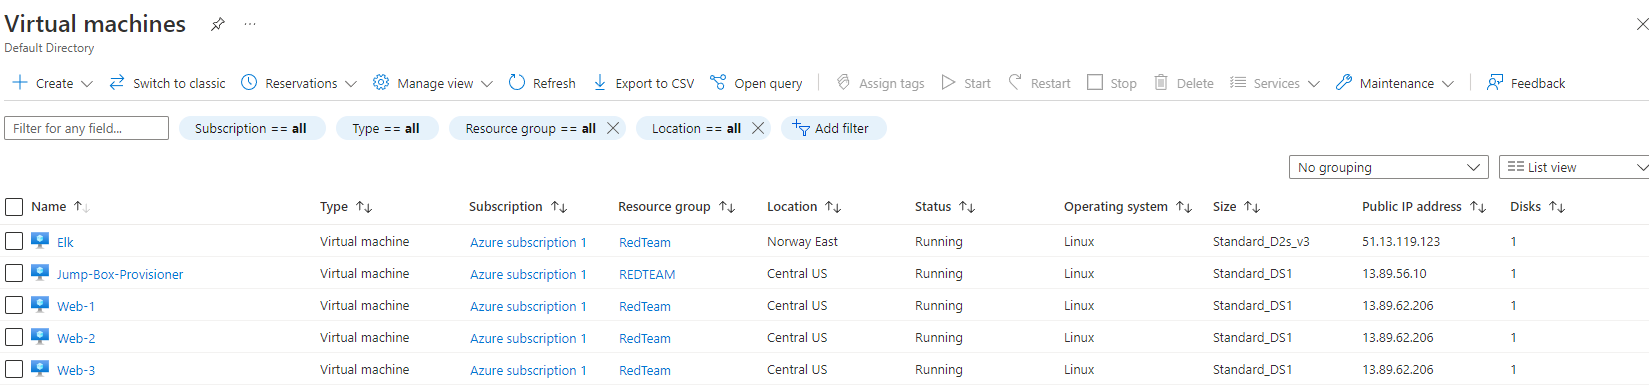 Virtual machines
Default Directory
Create Switch to classic Reservations Manage view Refresh Export to CSV Open query Assign tags Start Restart Stop Delete Services Maintenance Feedback
Filter for any field... Subscription == all Type == all Resource group == all Location == all Add filter
No grouping List view
Name Type Subscription Resource group Location Status Operating system Size Public IP address Disks
Elk Virtual machine Azure subscription 1 RedTeam Norway East Running Linux Standard_D2s_v3 51.13.119.123 1
Jump-Box-Provisioner Virtual machine Azure subscription 1 REDTEAM Central US Running Linux Standard_DS1 13.89.56.10 1
Web-1 Virtual machine Azure subscription 1 RedTeam Central US Running Linux Standard_DS1 13.89.62.206 1
Web-2 Virtual machine Azure subscription 1 RedTeam Central US Running Linux Standard_DS1 13.89.62.206 1
Web-3 Virtual machine Azure subscription 1 RedTeam Central US Running Linux Standard_DS1 13.89.62.206 1